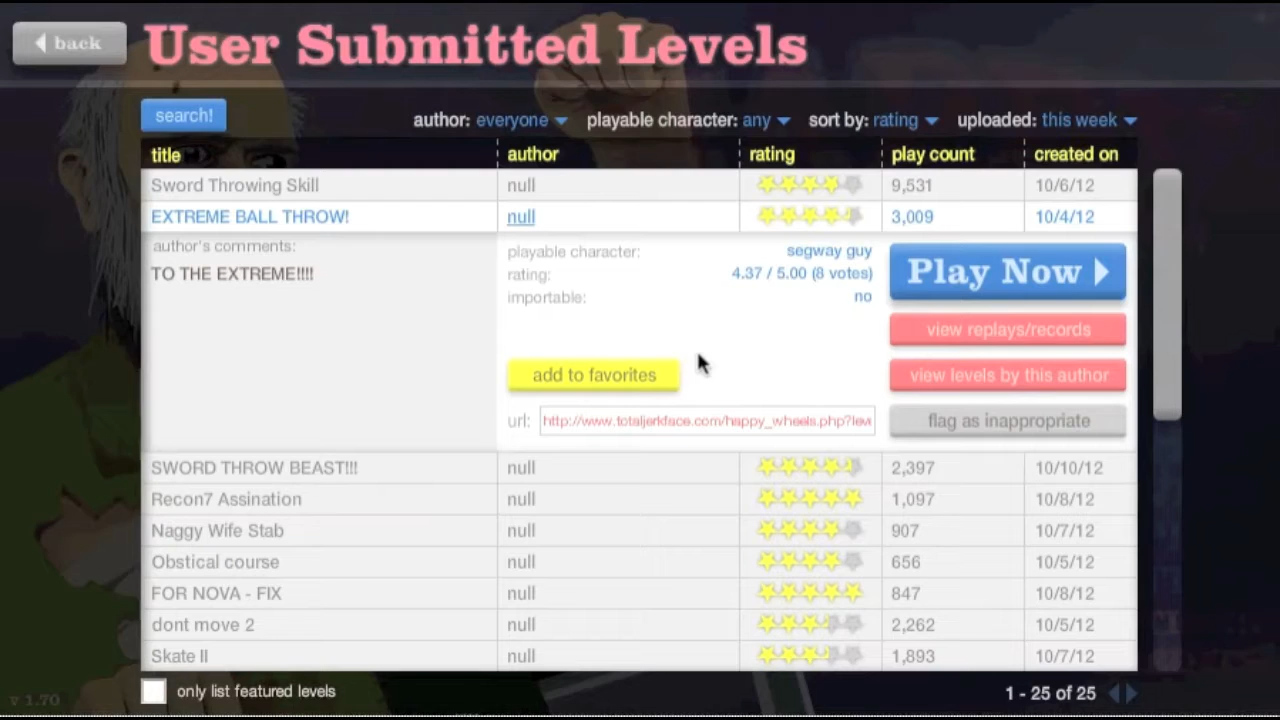 back
User Submitted Levels
search!
author: everyone playable character: any sort by: rating uploaded: this week
title author rating play count created on
Sword Throwing Skill null 9,531 10/6/12
EXTREME BALL THROW! null 3,009 10/4/12
author's comments:
TO THE EXTREME!!!!
playable character: segway guy
rating: 4.37 / 5.00 (8 votes)
importable: no
add to favorites
url: http://www.totaljerkface.com/happy_wheels.php?lev
Play Now
view replays/records
view levels by this author
flag as inappropriate
SWORD THROW BEAST!!! null 2,397 10/10/12
Recon7 Assination null 1,097 10/8/12
Naggy Wife Stab null 907 10/7/12
Obstical course null 656 10/5/12
FOR NOVA - FIX null 847 10/8/12
dont move 2 null 2,262 10/5/12
Skate II null 1,893 10/7/12
only list featured levels
1 - 25 of 25
v 1.70